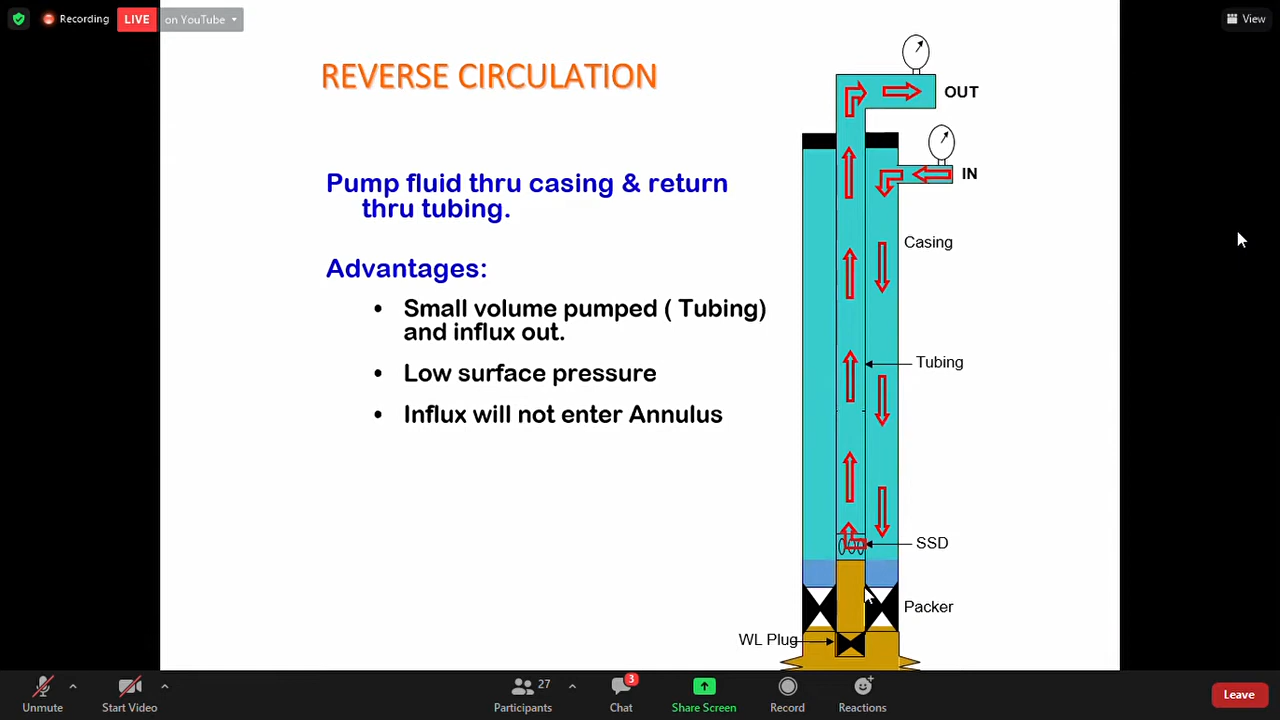 Recording
LIVE
on YouTube
View
REVERSE CIRCULATION
OUT
IN
Pump fluid thru casing & return
thru tubing.
Casing
Advantages:
• Small volume pumped ( Tubing)
and influx out.
Tubing
• Low surface pressure
• Influx will not enter Annulus
SSD
Packer
WL Plug
Unmute
Start Video
27
Participants
3
Chat
Share Screen
Record
Reactions
Leave